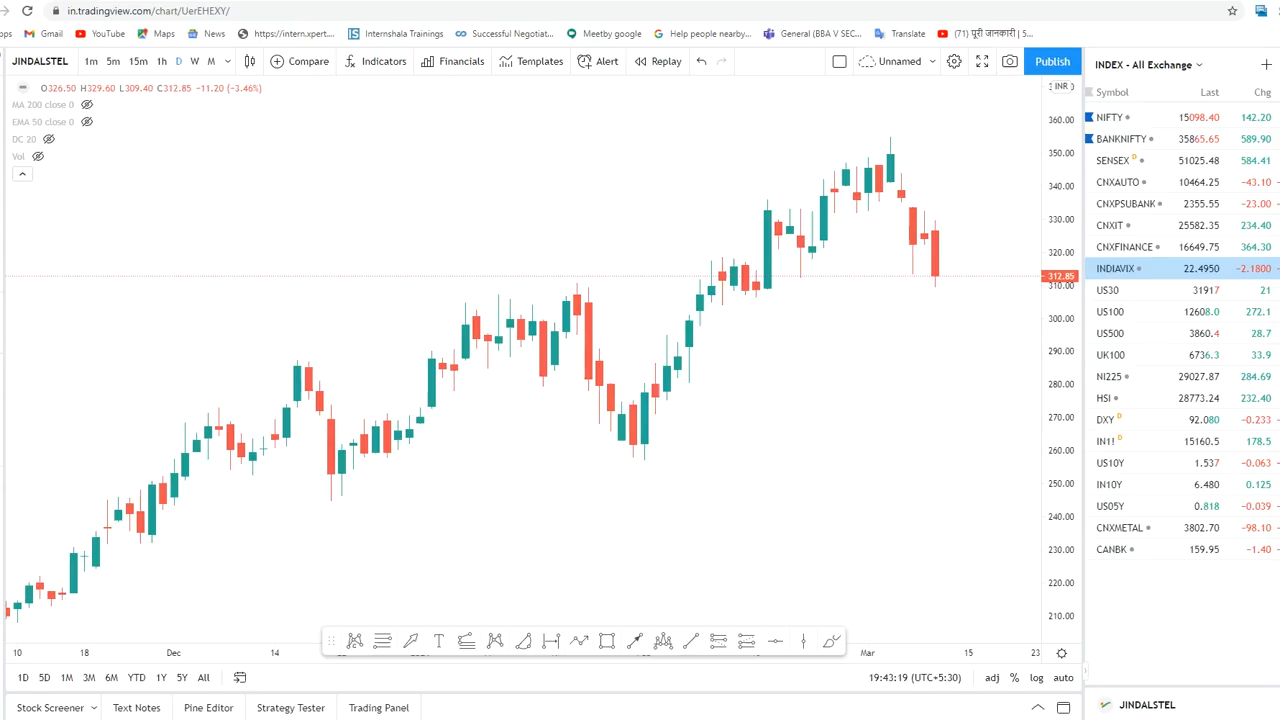 in.tradingview.com/chart/UerEHEXY/
Gmail YouTube Maps News https://intern.xpert.... Internshala Trainings Successful Negotiat... Meetby google Help people nearby... General (BBA V SEC... Translate (71) पूरी जानकारी | 5...
JINDALSTEL 1m 5m 15m 1h D W M Compare Indicators Financials Templates Alert Replay Unnamed Publish
INDEX - All Exchange
O326.50 H329.60 L309.40 C312.85 −11.20 (−3.46%)
INR
Symbol Last Chg
MA 200 close 0
EMA 50 close 0
DC 20
Vol
NIFTY 15098.40 142.20
BANKNIFTY 35865.65 589.90
SENSEX D 51025.48 584.41
CNXAUTO 10464.25 −43.10
CNXPSUBANK 2355.55 −23.00
CNXIT 25582.35 234.40
CNXFINANCE 16649.75 364.30
INDIAVIX 22.4950 −2.1800
US30 31917 21
US100 12608.0 272.1
US500 3860.4 28.7
UK100 6736.3 33.9
NI225 29027.87 284.69
HSI 28773.24 232.40
DXY D 92.080 −0.233
IN1! D 15160.5 178.5
US10Y 1.537 −0.063
IN10Y 6.480 0.125
US05Y 0.818 −0.039
CNXMETAL 3802.70 −98.10
CANBK 159.95 −1.40
360.00
350.00
340.00
330.00
320.00
312.85
310.00
300.00
290.00
280.00
270.00
260.00
250.00
240.00
230.00
220.00
210.00
T
10 18 Dec 14 Mar 15 23
1D 5D 1M 3M 6M YTD 1Y 5Y All
19:43:19 (UTC+5:30) adj % log auto
Stock Screener Text Notes Pine Editor Strategy Tester Trading Panel
JINDALSTEL